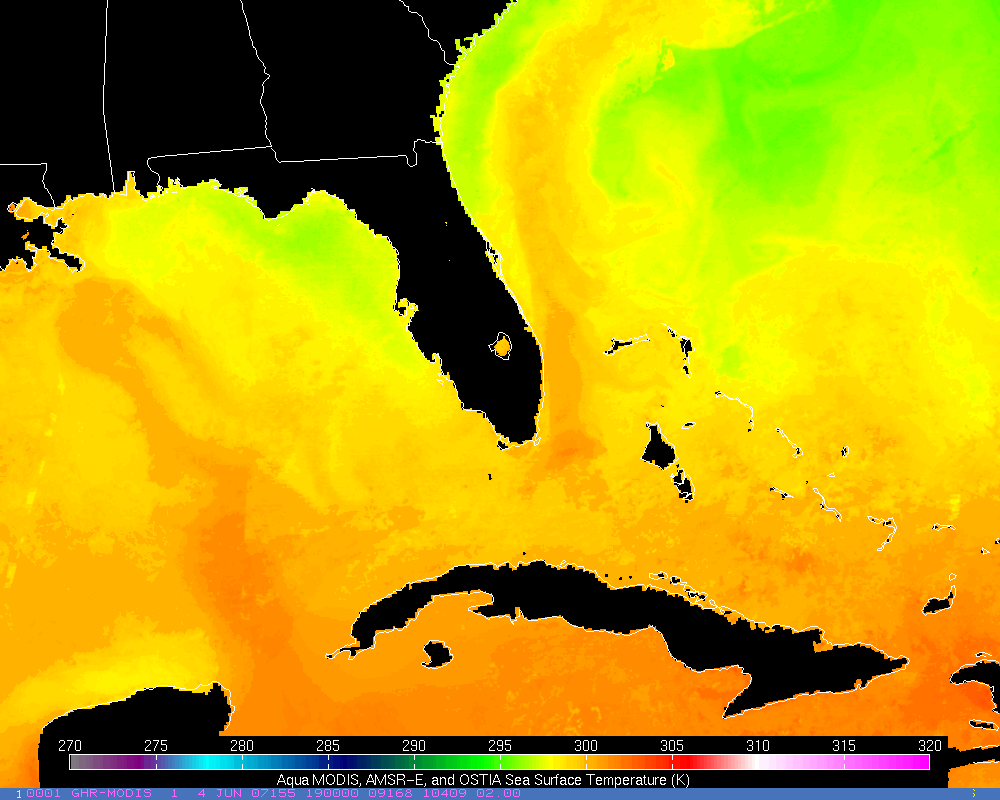 270 275 280 285 290 295 300 305 310 315 320
Aqua MODIS, AMSR-E, and OSTIA Sea Surface Temperature (K)
1 0001 GHR-MODIS 1 4 JUN 07155 190000 09168 10409 02.00 3